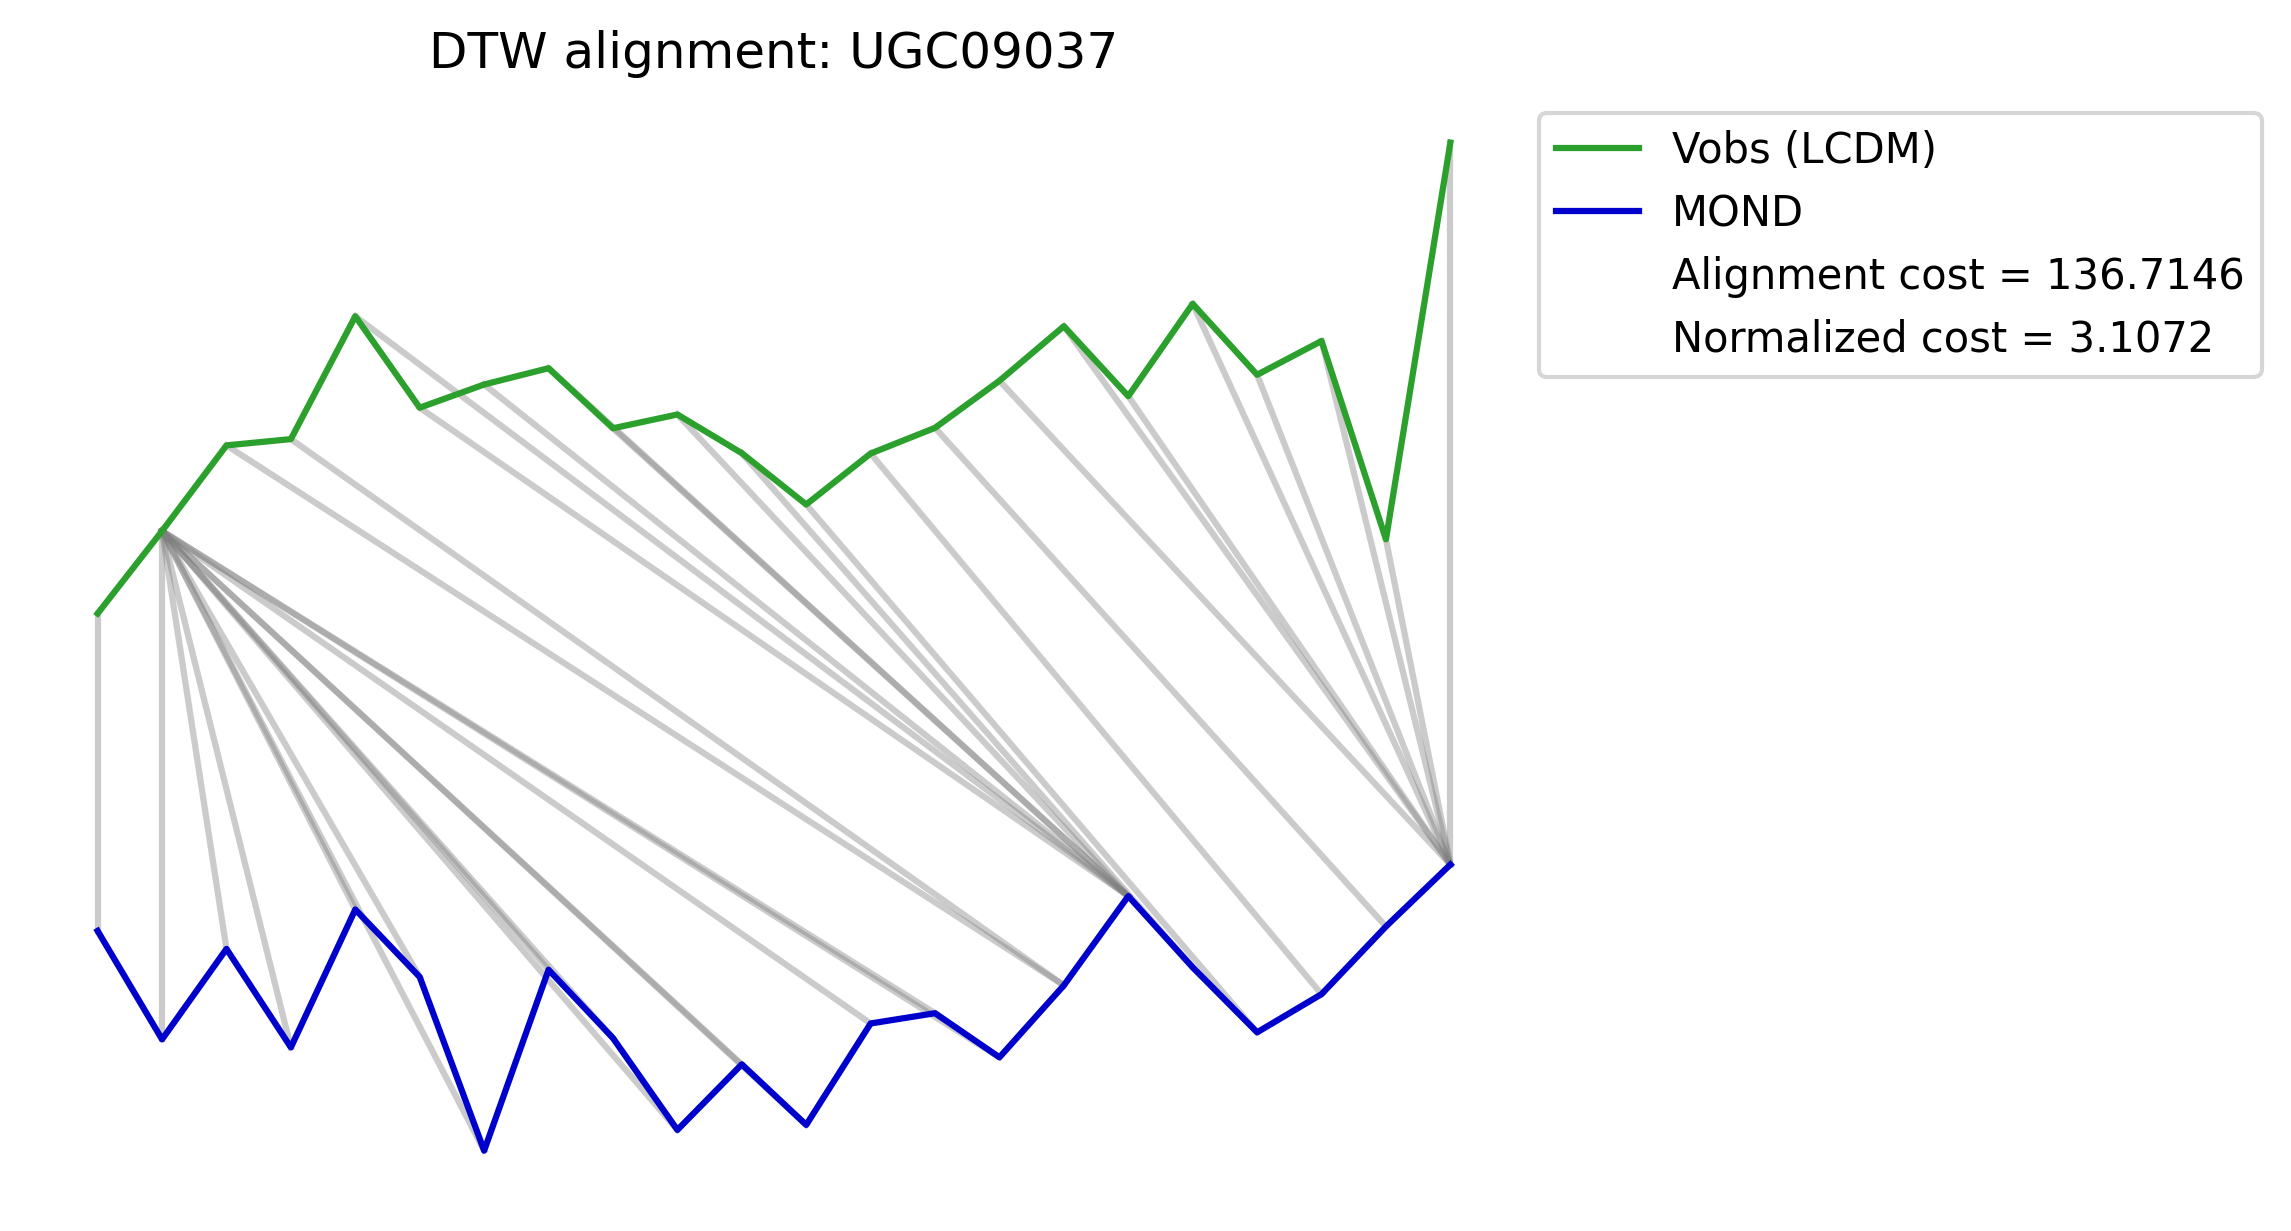 DTW alignment: UGC09037
Vobs (LCDM)
MOND
Alignment cost = 136.7146
Normalized cost = 3.1072